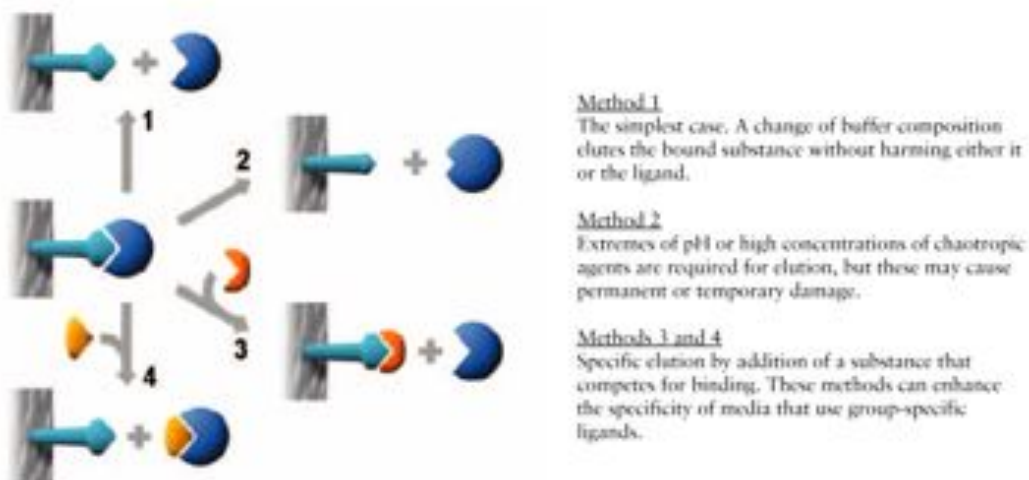 1
2
3
4
Method 1
The simplest case. A change of buffer composition
elutes the bound substance without harming either it
or the ligand.
Method 2
Extremes of pH or high concentrations of chaotropic
agents are required for elution, but these may cause
permanent or temporary damage.
Methods 3 and 4
Specific elution by addition of a substance that
competes for binding. These methods can enhance
the specificity of media that use group-specific
ligands.